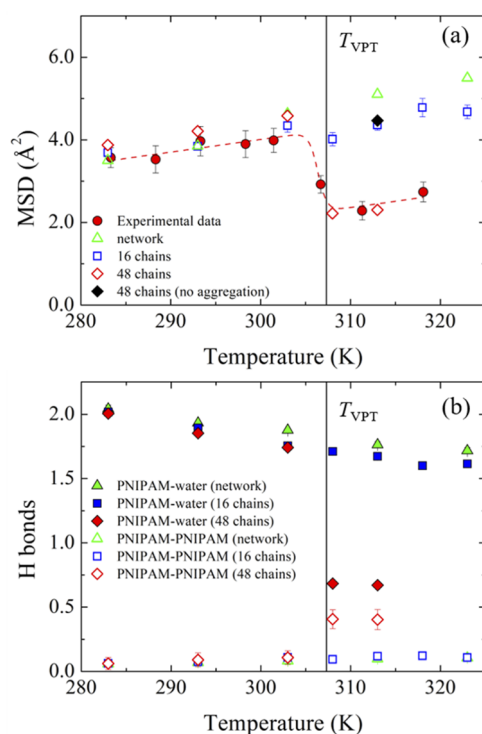 (a)
T_VPT
MSD (Å²)
6.0
4.0
2.0
0.0
Experimental data
network
16 chains
48 chains
48 chains (no aggregation)
280 290 300 310 320
Temperature (K)
(b)
T_VPT
H bonds
2.0
1.5
1.0
0.5
0.0
PNIPAM-water (network)
PNIPAM-water (16 chains)
PNIPAM-water (48 chains)
PNIPAM-PNIPAM (network)
PNIPAM-PNIPAM (16 chains)
PNIPAM-PNIPAM (48 chains)
280 290 300 310 320
Temperature (K)